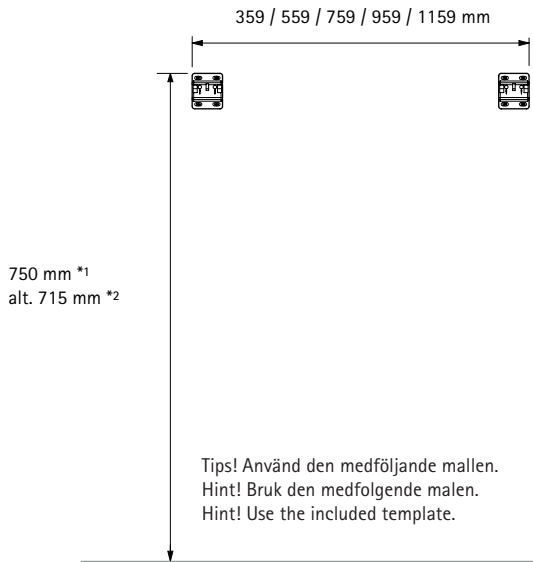 359 / 559 / 759 / 959 / 1159 mm
750 mm *1
alt. 715 mm *2
Tips! Använd den medföljande mallen.
Hint! Bruk den medfolgende malen.
Hint! Use the included template.